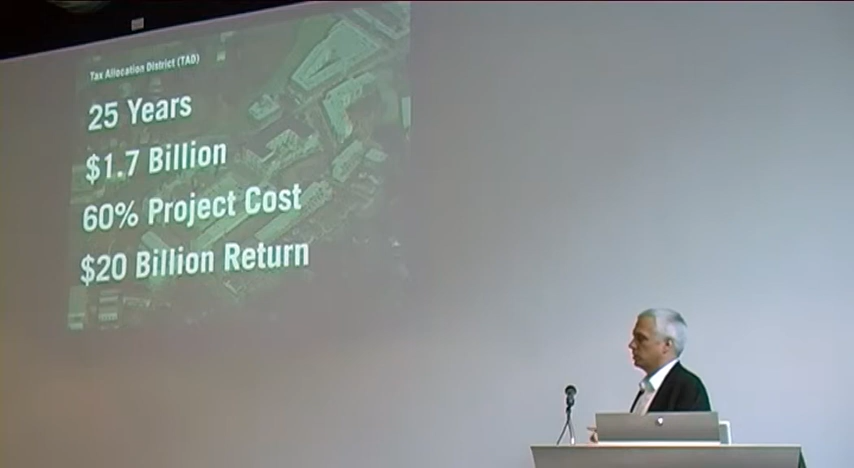 Tax Allocation District (TAD)
25 Years
$1.7 Billion
60% Project Cost
$20 Billion Return